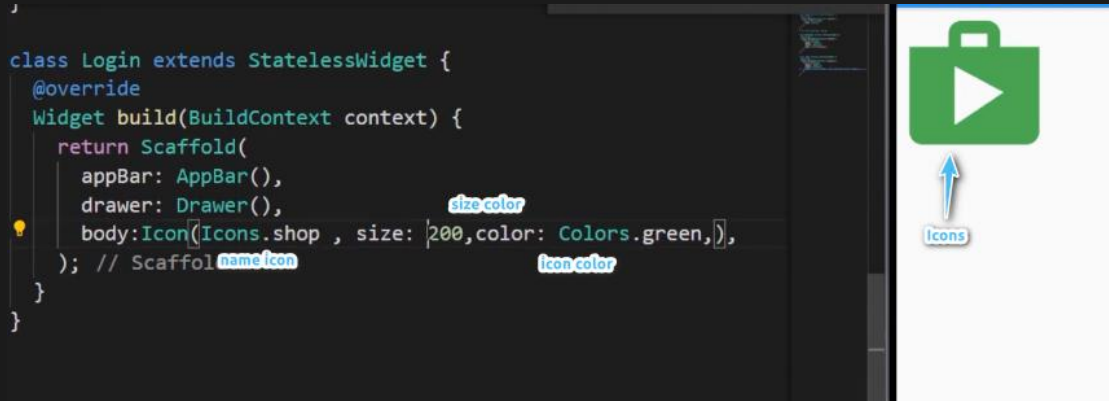 }
class Login extends StatelessWidget {
@override
Widget build(BuildContext context) {
return Scaffold(
appBar: AppBar(),
drawer: Drawer(),
size color
body:Icon(Icons.shop , size: 200,color: Colors.green,),
); // Scaffol
name icon
icon color
}
}
Icons